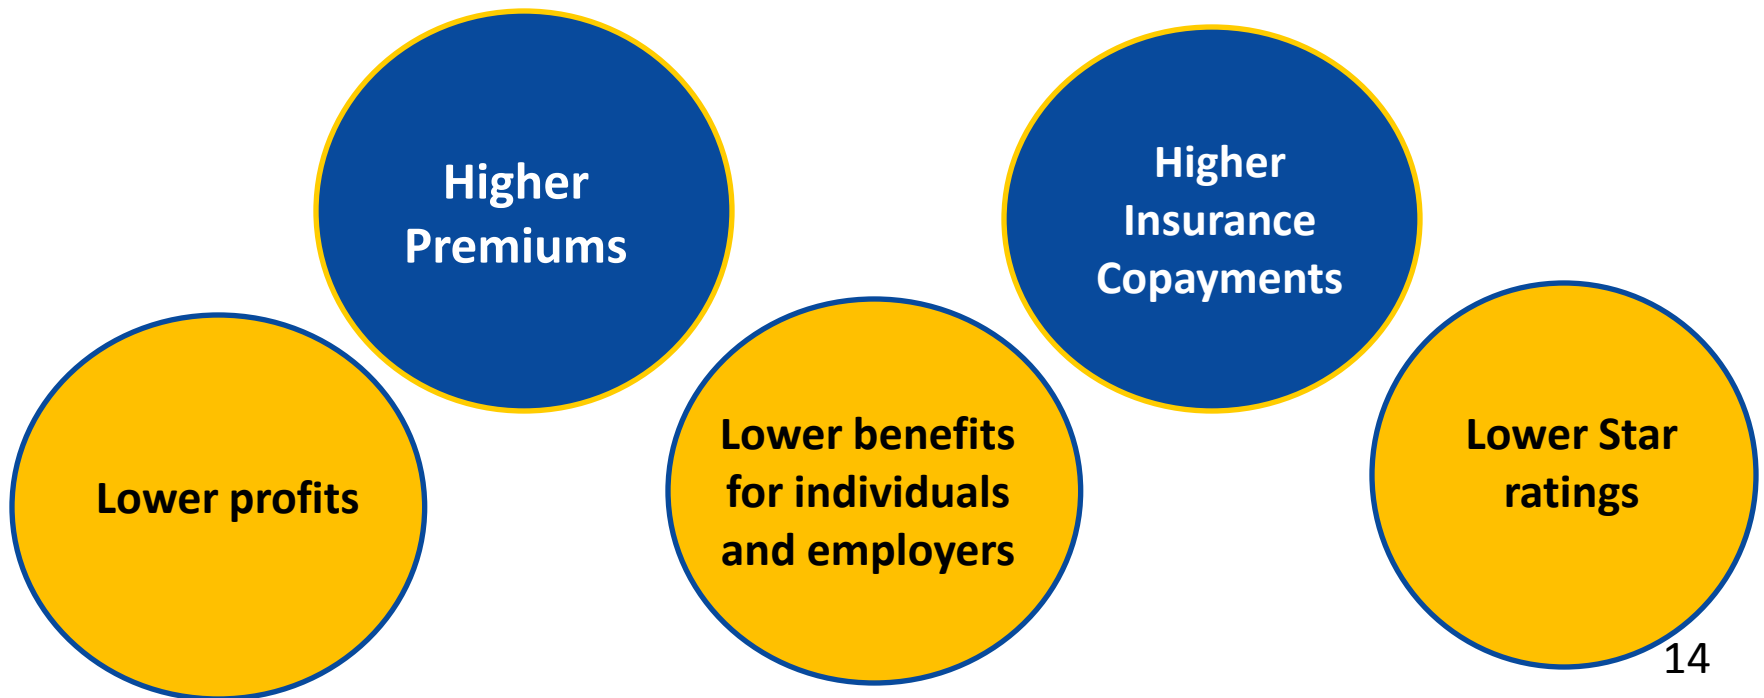 Higher
Premiums
Higher
Insurance
Copayments
Lower profits
Lower benefits
for individuals
and employers
Lower Star
ratings
14